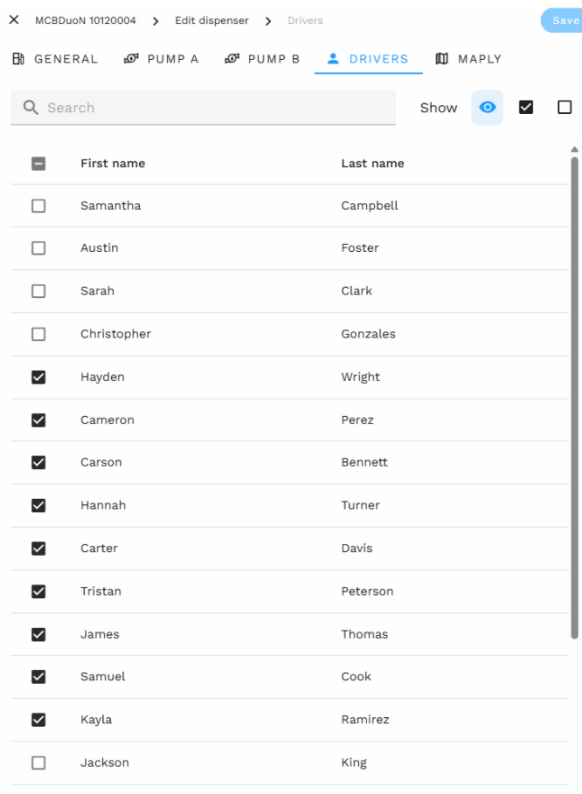 MCBDuoN 10120004 > Edit dispenser > Drivers Save
GENERAL PUMP A PUMP B DRIVERS MAPLY
Search Show
First name Last name
Samantha Campbell
Austin Foster
Sarah Clark
Christopher Gonzales
Hayden Wright
Cameron Perez
Carson Bennett
Hannah Turner
Carter Davis
Tristan Peterson
James Thomas
Samuel Cook
Kayla Ramirez
Jackson King